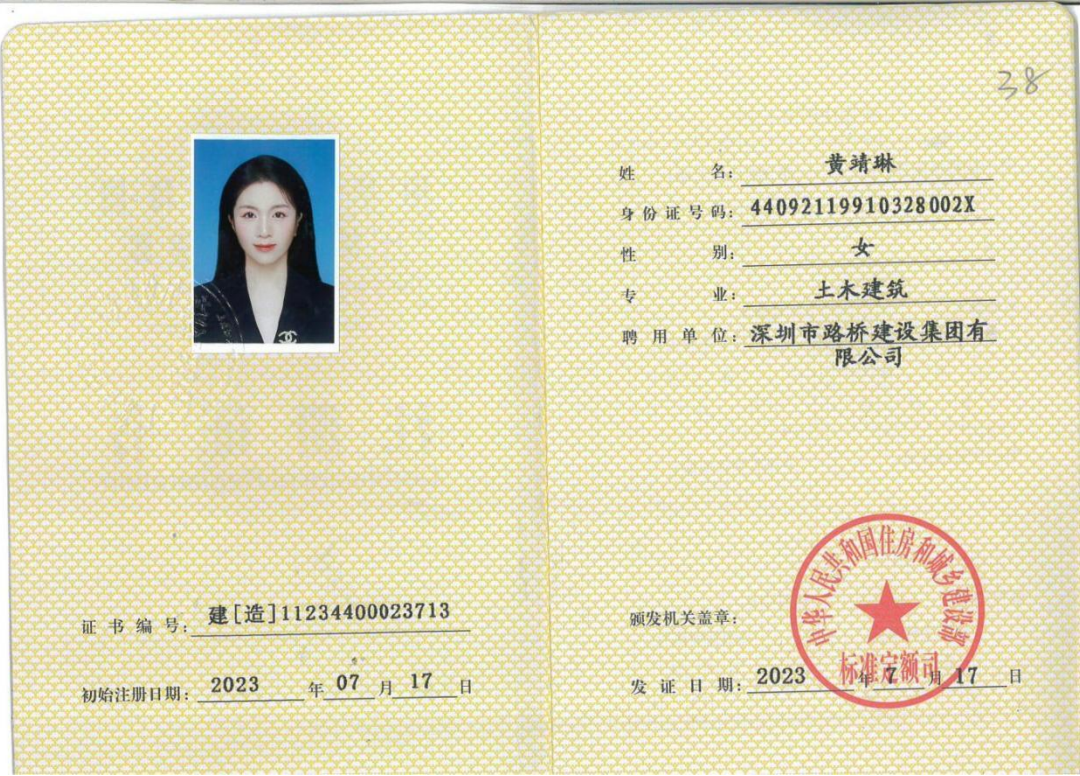 38
姓名：黄靖琳
身份证号码：44092119910328002X
性别：女
专业：土木建筑
聘用单位：深圳市路桥建设集团有
限公司
证书编号：建[造]11234400023713
初始注册日期：2023年07月17日
颁发机关盖章：
中华人民共和国住房和城乡建设部
标准定额司
发证日期：2023年7月17日